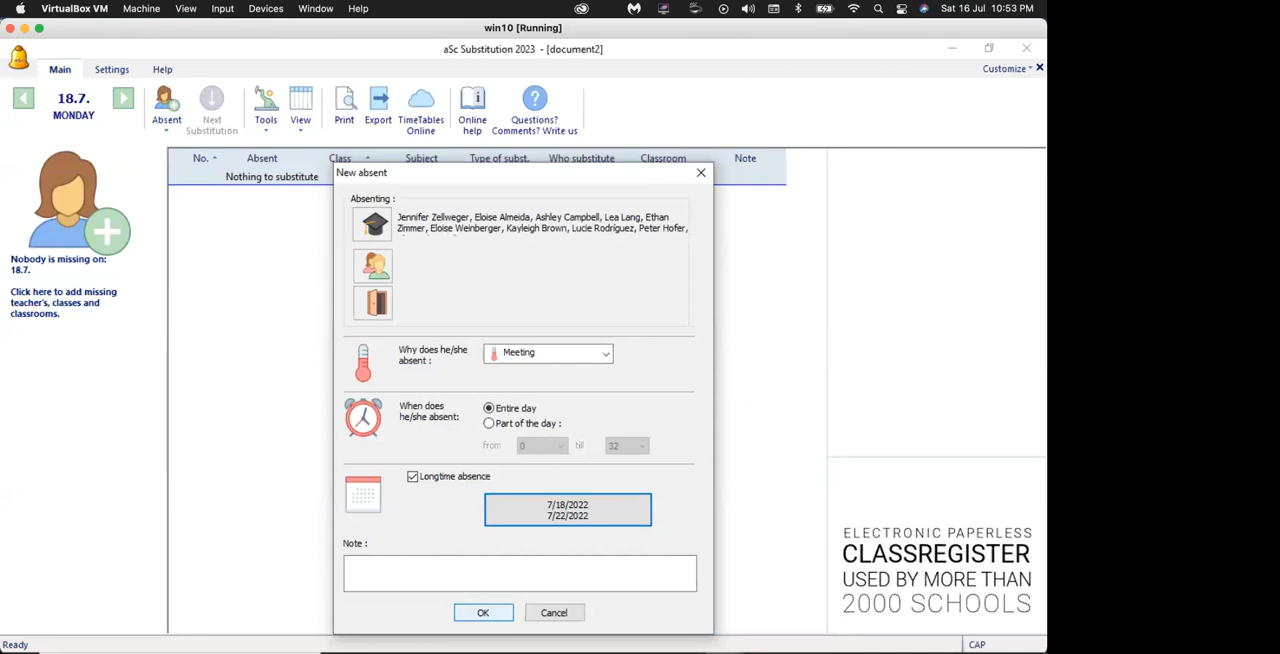 VirtualBox VM Machine View Input Devices Window Help Sat 16 Jul 10:53 PM
win10 [Running]
aSc Substitution 2023 - [document2]
Main Settings Help Customize
18.7.
MONDAY
Absent
Next
Substitution
Tools
View
Print
Export
TimeTables
Online
Online
help
Questions?
Comments? Write us
No. Absent Class Subject Type of subst. Who substitute Classroom Note
Nothing to substitute
Nobody is missing on:
18.7.
Click here to add missing
teacher's, classes and
classrooms.
New absent
Absenting :
Jennifer Zellweger, Eloise Almeida, Ashley Campbell, Lea Lang, Ethan
Zimmer, Eloise Weinberger, Kayleigh Brown, Lucie Rodríguez, Peter Hofer,
Why does he/she
absent :
Meeting
When does
he/she absent:
Entire day
Part of the day :
from 0 till 32
Longtime absence
7/18/2022
7/22/2022
Note :
OK Cancel
ELECTRONIC PAPERLESS
CLASSREGISTER
USED BY MORE THAN
2000 SCHOOLS
Ready CAP